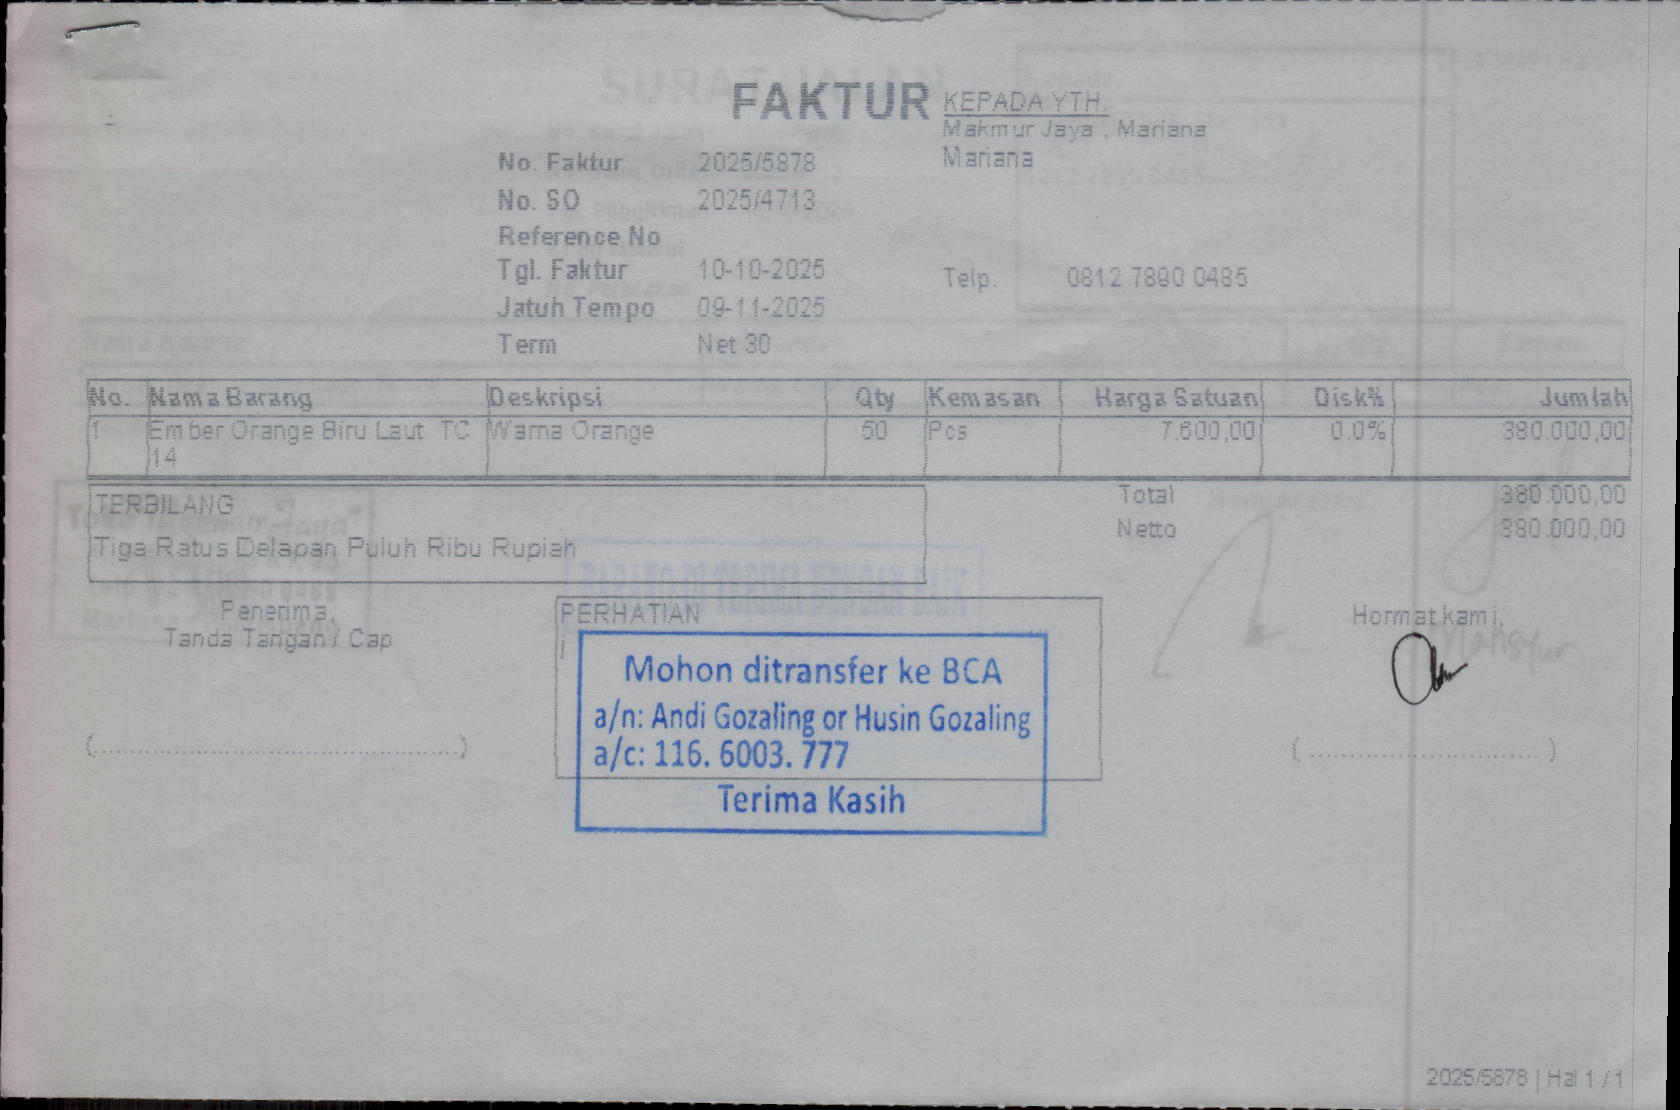 FAKTUR
KEPADA YTH.
Makmur Jaya , Mariana
Mariana
No. Faktur 2025/5878
No. SO 2025/4713
Reference No
Tgl. Faktur 10-10-2025
Telp. 0812 7890 0485
Jatuh Tempo 09-11-2025
Term Net 30
No. Nama Barang Deskripsi Qty Kemasan Harga Satuan Disk% Jumlah
1 Ember Orange Biru Laut TC Warna Orange 50 Pcs 7.600,00 0.0% 380.000,00
14
TERBILANG
Tiga Ratus Delapan Puluh Ribu Rupiah
Total 380.000,00
Netto 380.000,00
Penerima,
Tanda Tangan / Cap
PERHATIAN
Hormat kami,
Mansyur
Mohon ditransfer ke BCA
a/n: Andi Gozaling or Husin Gozaling
a/c: 116. 6003. 777
Terima Kasih
2025/5878 | Hal 1 / 1